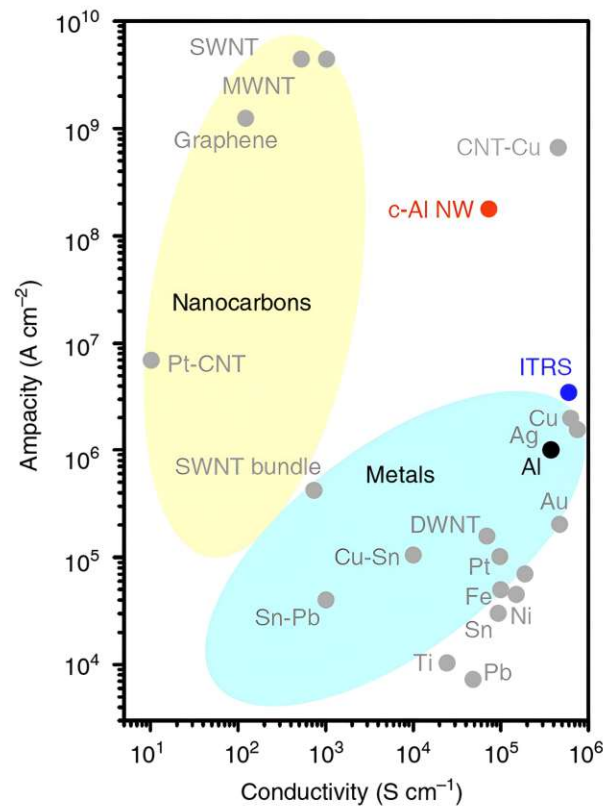 10¹⁰
10⁹
10⁸
10⁷
10⁶
10⁵
10⁴
Ampacity (A cm⁻²)
SWNT
MWNT
Graphene
CNT-Cu
c-Al NW
Nanocarbons
Pt-CNT
ITRS
Cu
Ag
Al
SWNT bundle
Metals
Au
DWNT
Cu-Sn
Pt
Fe
Sn-Pb
Sn
Ni
Ti
Pb
10¹ 10² 10³ 10⁴ 10⁵ 10⁶
Conductivity (S cm⁻¹)